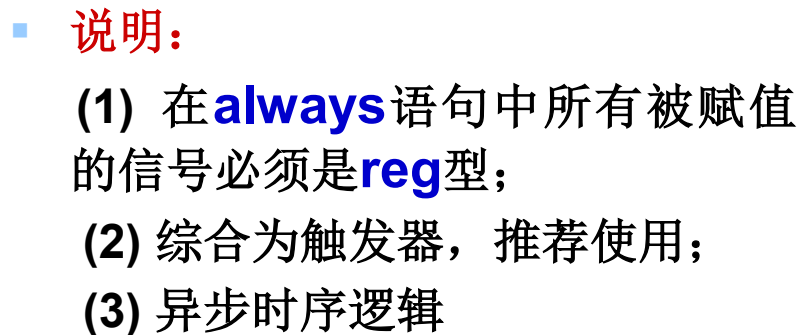 说明：
(1) 在always语句中所有被赋值
的信号必须是reg型；
(2) 综合为触发器，推荐使用；
(3) 异步时序逻辑